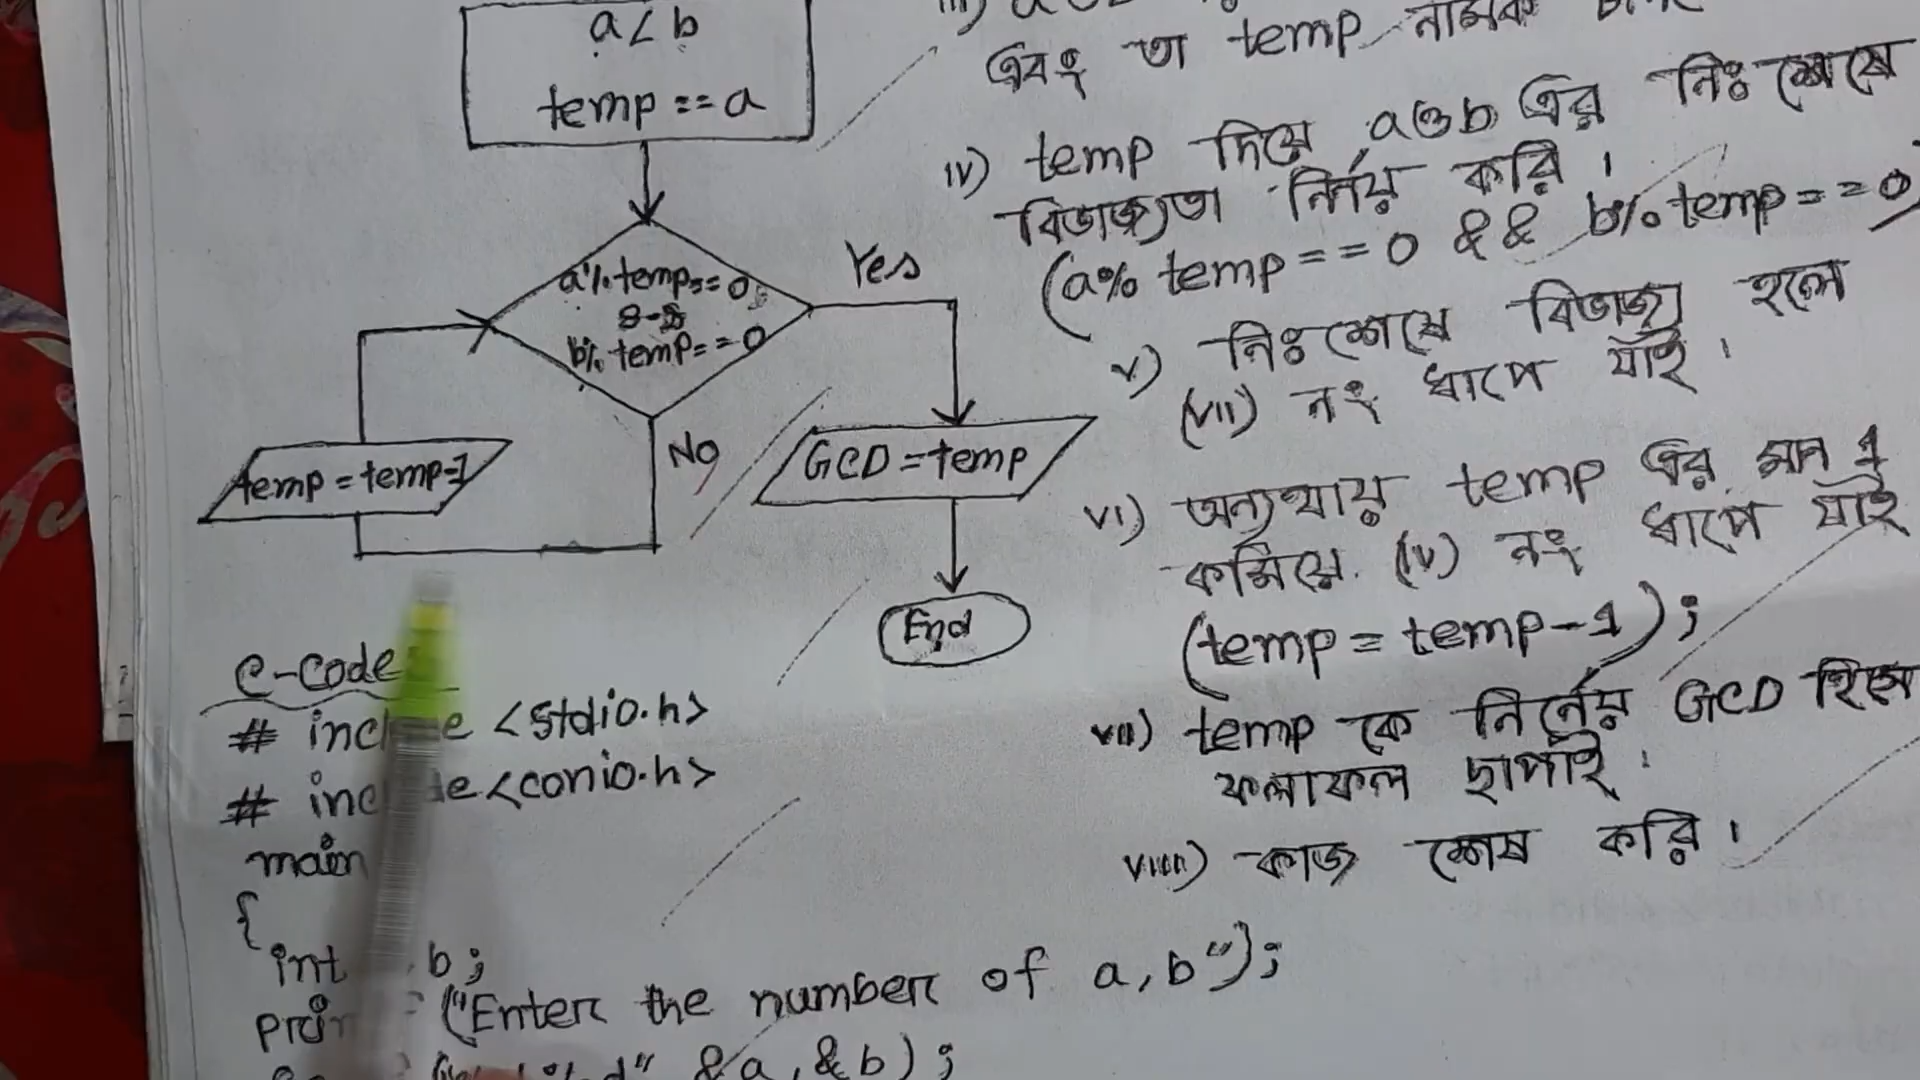 a<b
temp == a
a%temp==0
&&
b%temp==0
Yes
No
temp = temp-1
GCD = temp
End
এবং তা temp নামক
iv) temp দিয়ে a ও b এর নিঃশেষে
বিভাজ্যতা নির্নয় করি।
(a% temp == 0 && b% temp == 0)
v) নিঃশেষে বিভাজ্য হলে
(vii) নং ধাপে যাই।
vi) অন্যথায় temp এর মান 1
কমিয়ে (iv) নং ধাপে যাই
(temp = temp-1);
vii) temp কে নির্নেয় GCD হিসে
ফলাফল ছাপাই।
viii) কাজ শেষ করি।
C-code
# include <stdio.h>
# include <conio.h>
main
{
int b;
("Enter the number of a,b");
&a,&b);